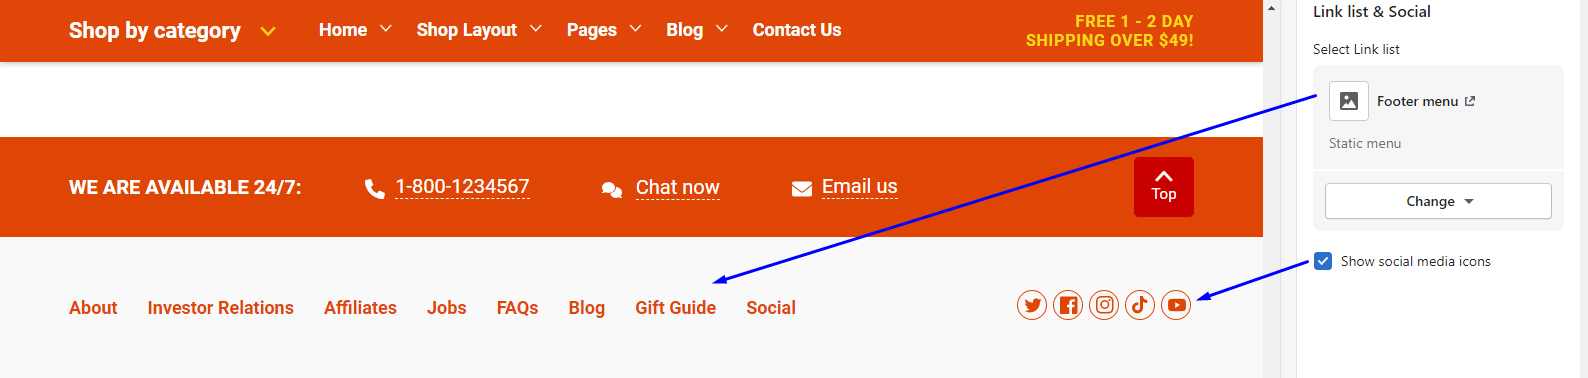 Shop by category Home Shop Layout Pages Blog Contact Us
FREE 1 - 2 DAY
SHIPPING OVER $49!
WE ARE AVAILABLE 24/7: 1-800-1234567 Chat now Email us
Top
About Investor Relations Affiliates Jobs FAQs Blog Gift Guide Social
Link list & Social
Select Link list
Footer menu
Static menu
Change
Show social media icons